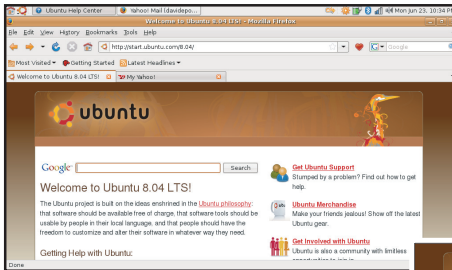 Ubuntu Help Center
Yahoo! Mail (davidepo...
Mon Jun 23, 10:34 PM
Welcome to Ubuntu 8.04 LTS! - Mozilla Firefox
File Edit View History Bookmarks Tools Help
http://start.ubuntu.com/8.04/
Google
Most Visited Getting Started Latest Headlines
Welcome to Ubuntu 8.04 LTS! My Yahoo!
ubuntu
Google Search
Welcome to Ubuntu 8.04 LTS!
The Ubuntu project is built on the ideas enshrined in the Ubuntu philosophy:
that software should be available free of charge, that software tools should be
usable by people in their local language, and that people should have the
freedom to customize and alter their software in whatever way they need.
Getting Help with Ubuntu:
Get Ubuntu Support
Stumped by a problem? Find out how to get
help.
Ubuntu Merchandise
Make your friends jealous! Show off the latest
Ubuntu gear.
Get Involved with Ubuntu
Ubuntu is also a community with limitless
Done